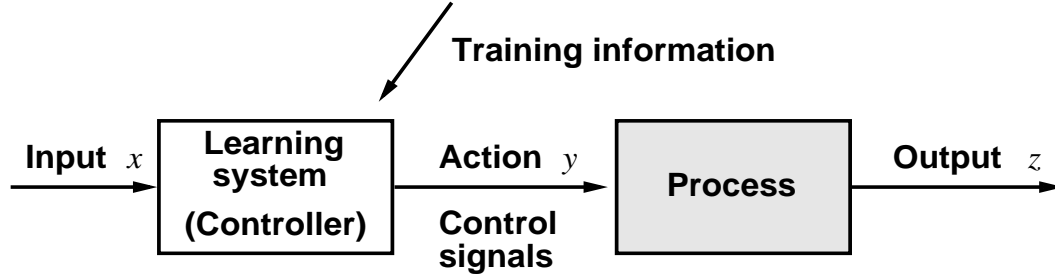 Training information
Input x
Learning
system
(Controller)
Action y
Control
signals
Process
Output z